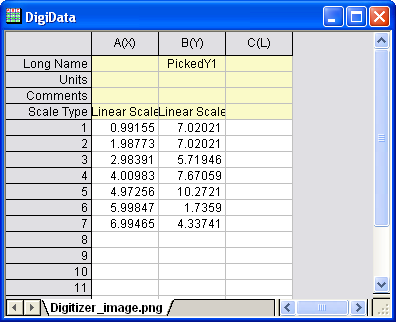 DigiData
A(X) B(Y) C(L)
Long Name PickedY1
Units
Comments
Scale Type Linear Scale Linear Scale
1 0.99155 7.02021
2 1.98773 7.02021
3 2.98391 5.71946
4 4.00983 7.67059
5 4.97256 10.2721
6 5.99847 1.7359
7 6.99465 4.33741
8
9
10
11
Digitizer_image.png